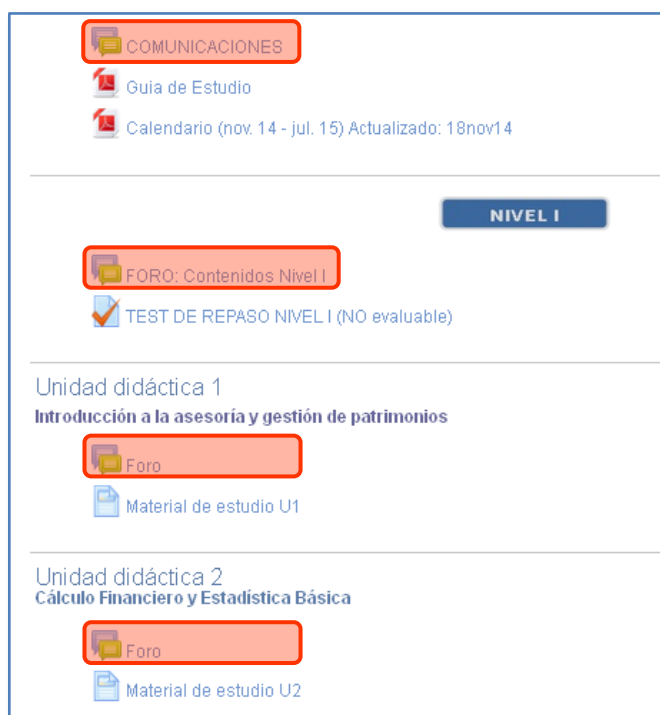 COMUNICACIONES
Guia de Estudio
Calendario (nov. 14 - jul. 15) Actualizado: 18nov14
NIVEL I
FORO: Contenidos Nivel I
TEST DE REPASO NIVEL I (NO evaluable)
Unidad didáctica 1
Introducción a la asesoría y gestión de patrimonios
Foro
Material de estudio U1
Unidad didáctica 2
Cálculo Financiero y Estadística Básica
Foro
Material de estudio U2